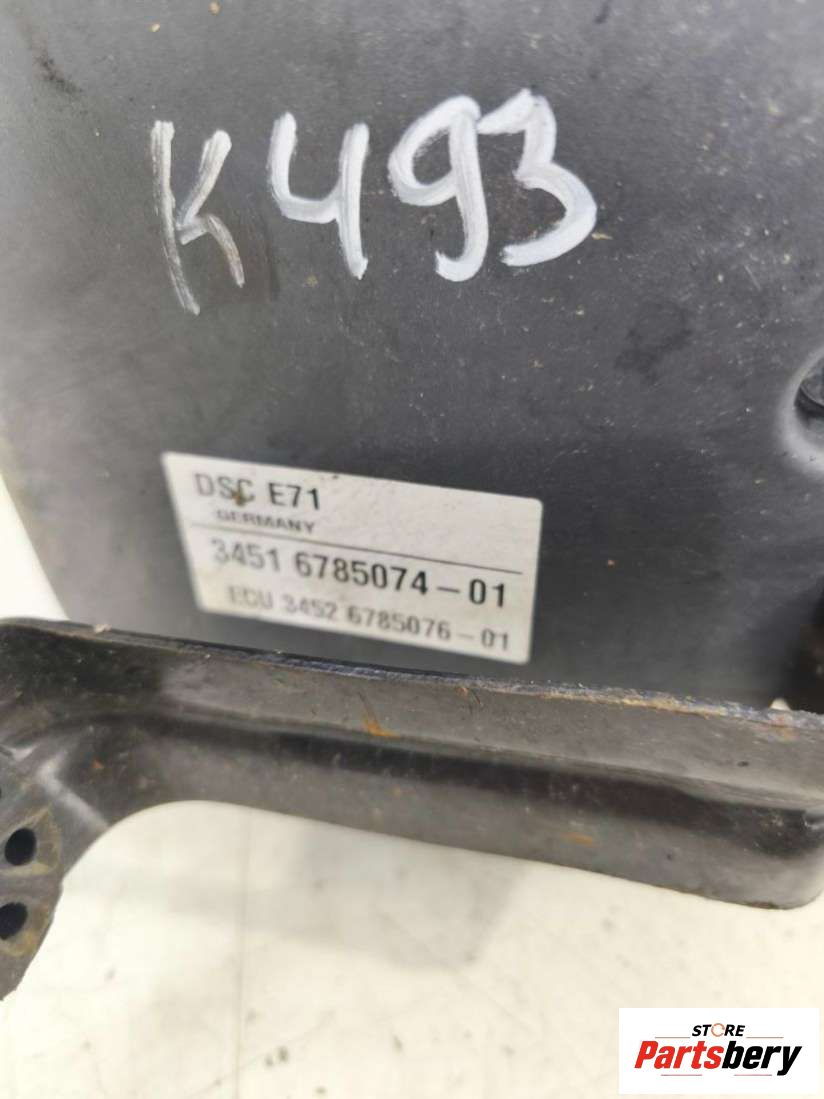 K493
DSC E71
GERMANY
3451 6785074-01
ECU 3452 6785076-01
STORE
Partsbery